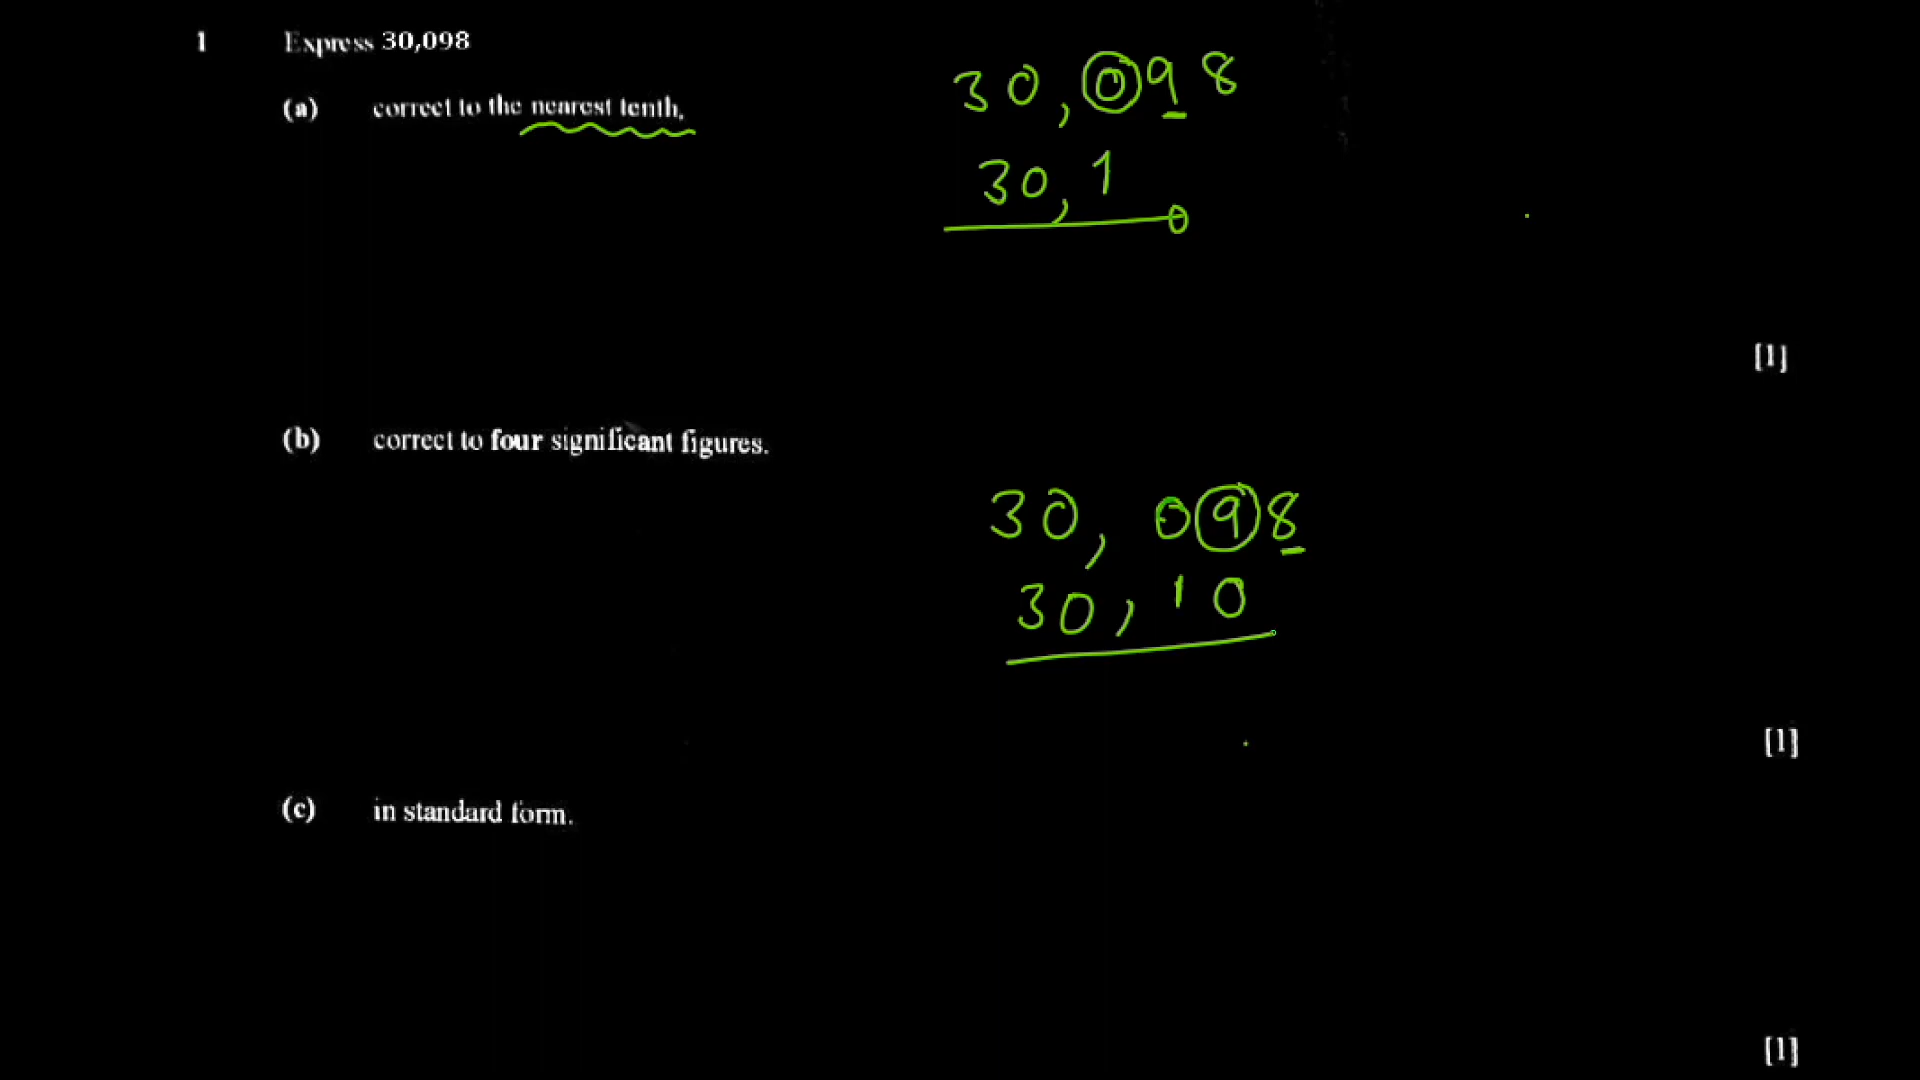 1 Express 30,098
(a) correct to the nearest tenth,
30,098
30,1
[1]
(b) correct to four significant figures.
30,098
30,10
[1]
(c) in standard form.
[1]